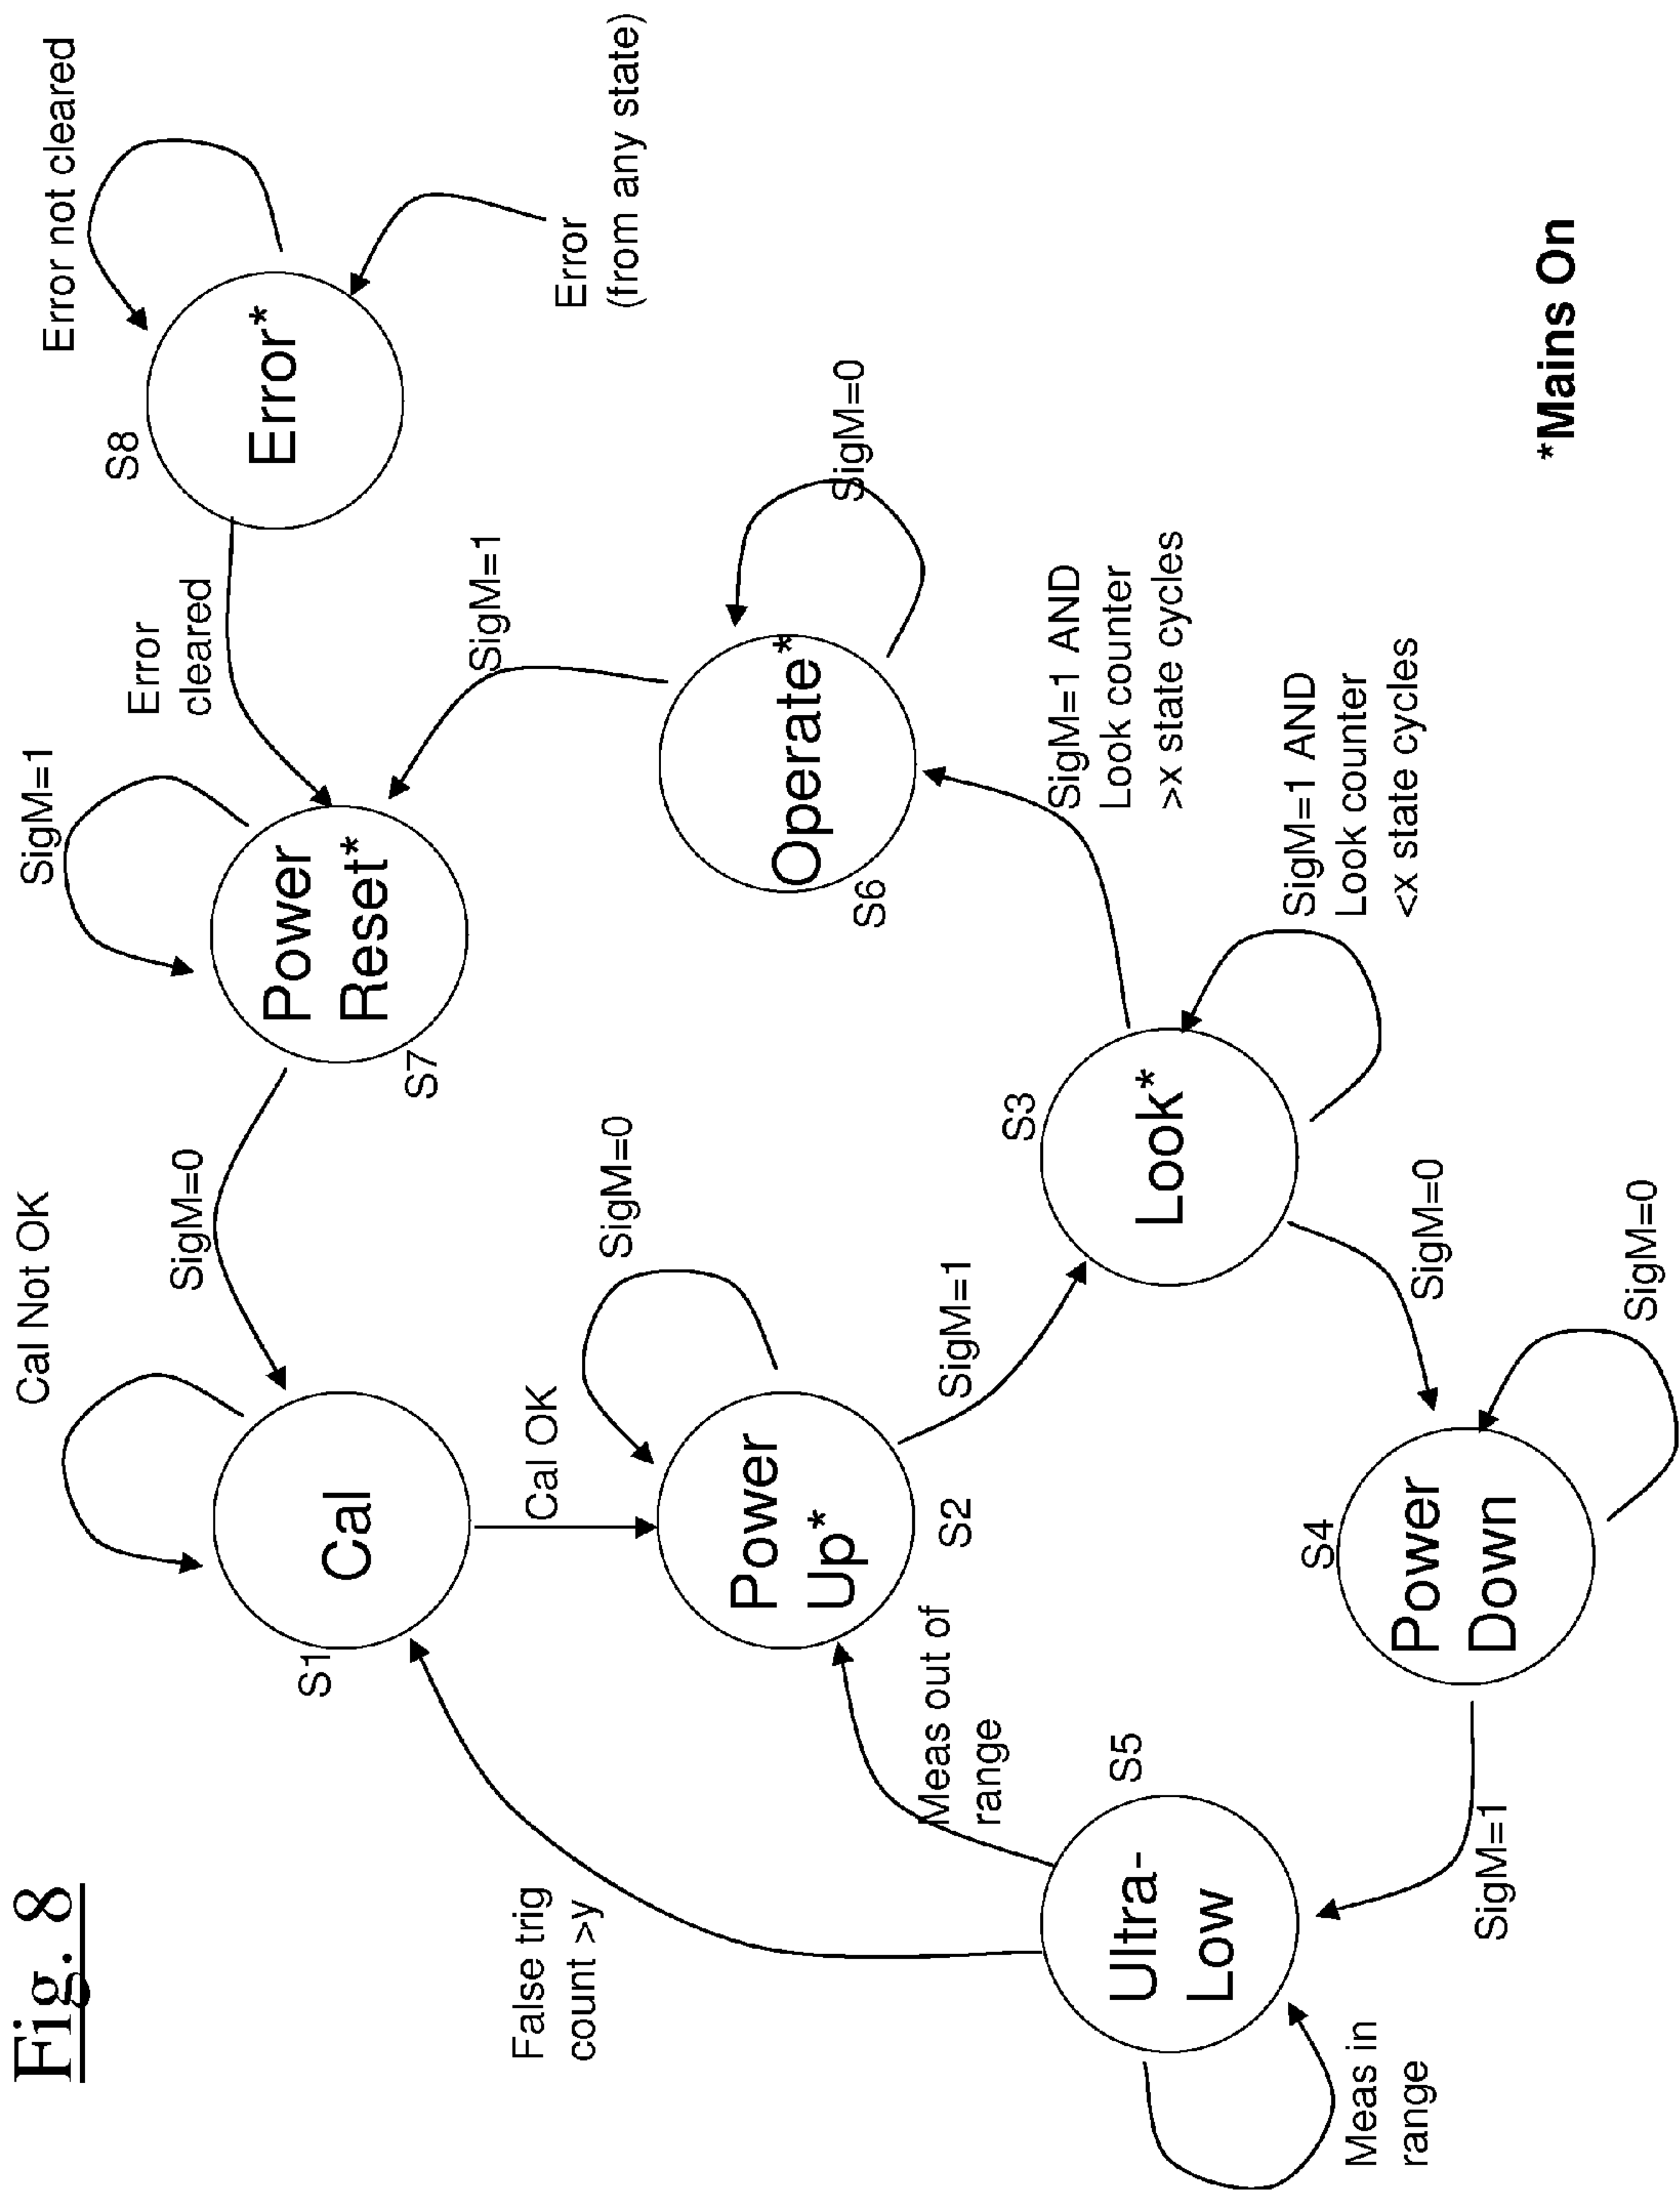 Fig. 8
Cal Not OK
SigM=1
Error not cleared
S1
Cal
SigM=0
S7
Power
Reset*
Error
cleared
S8
Error*
Error
(from any state)
False trig
count >y
Cal OK
SigM=0
SigM=1
Power
Up*
S2
Operate*
S6
SigM=0
Meas out of
range
SigM=1
S3
Look*
SigM=1 AND
Look counter
>x state cycles
S5
Ultra-
Low
SigM=1 AND
Look counter
<x state cycles
Meas in
range
SigM=1
S4
Power
Down
SigM=0
SigM=0
*Mains On